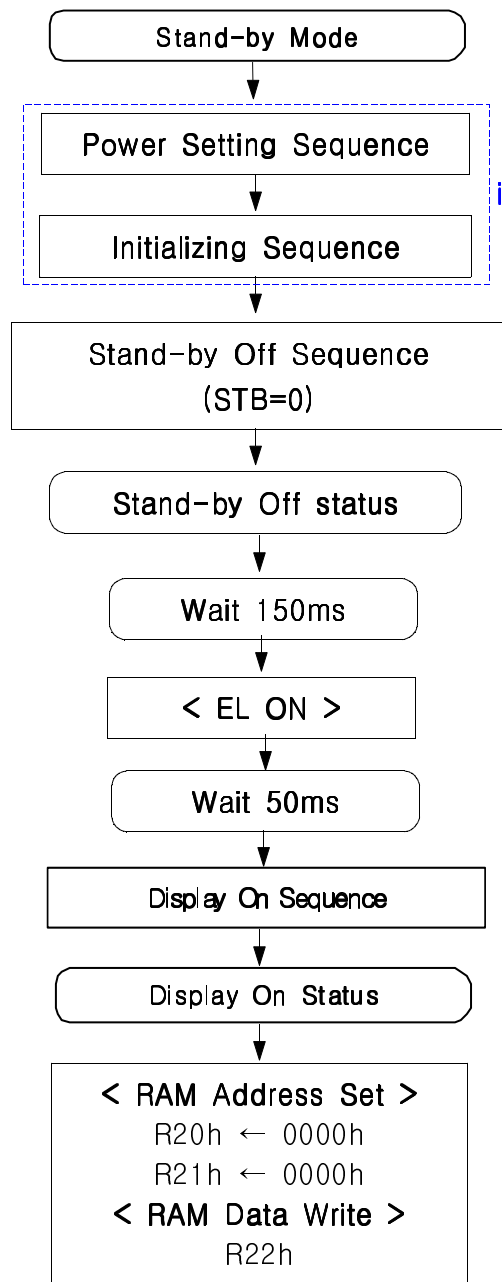 Stand-by Mode
Power Setting Sequence
Initializing Sequence
Stand-by Off Sequence
(STB=0)
Stand-by Off status
Wait 150ms
< EL ON >
Wait 50ms
Display On Sequence
Display On Status
< RAM Address Set >
R20h ← 0000h
R21h ← 0000h
< RAM Data Write >
R22h